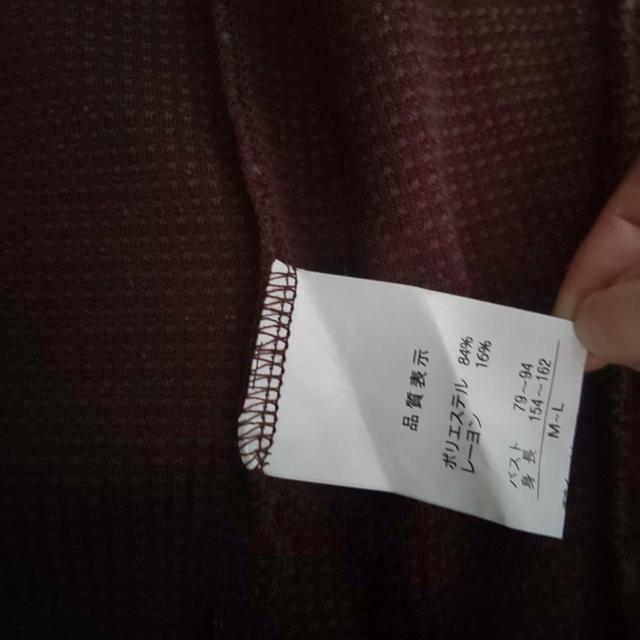 品質表示
ポリエステル 84%
レーヨン 16%
バスト 79~94
身長 154~162
M-L